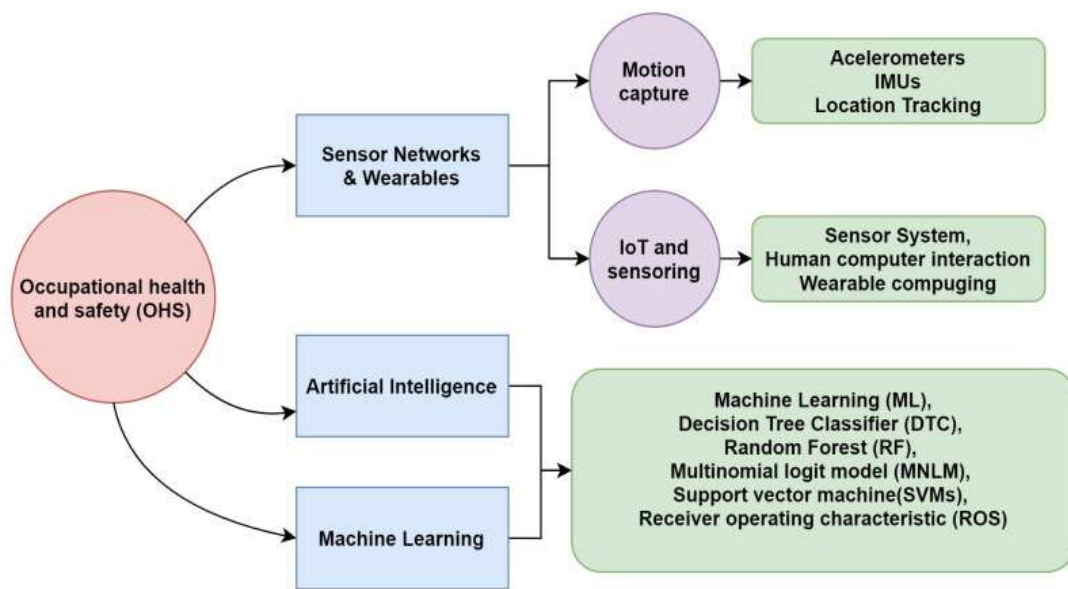 Motion
capture
Acelerometers
IMUs
Location Tracking
Sensor Networks
& Wearables
IoT and
sensoring
Sensor System,
Human computer interaction
Wearable compuging
Occupational health
and safety (OHS)
Artificial Intelligence
Machine Learning
Machine Learning (ML),
Decision Tree Classifier (DTC),
Random Forest (RF),
Multinomial logit model (MNLM),
Support vector machine(SVMs),
Receiver operating characteristic (ROS)